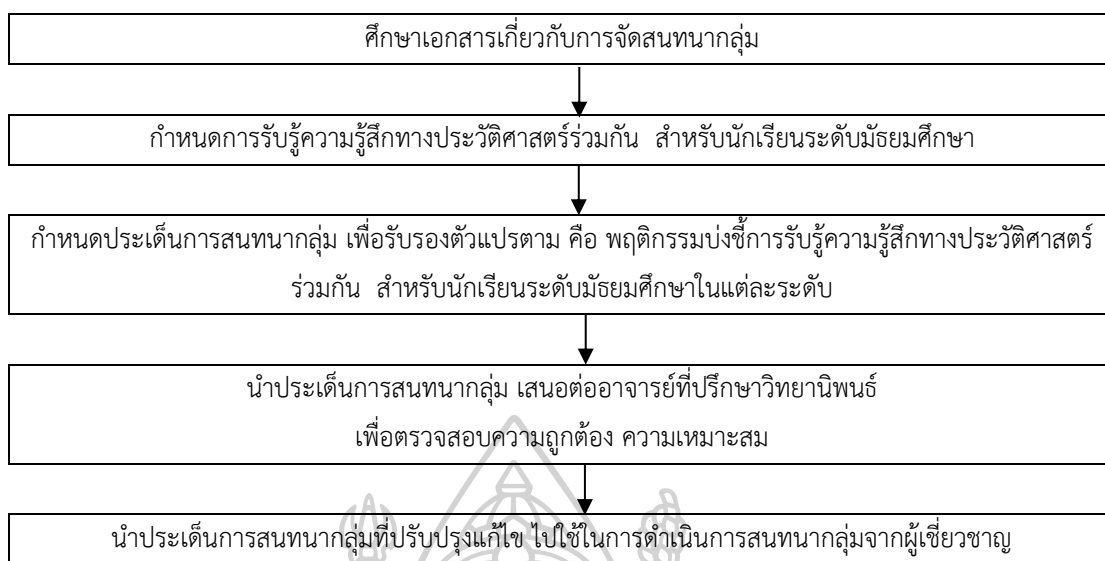 ศึกษาเอกสารเกี่ยวกับการจัดสนทนากลุ่ม
กำหนดการรับรู้ความรู้สึกทางประวัติศาสตร์ร่วมกัน สำหรับนักเรียนระดับมัธยมศึกษา
กำหนดประเด็นการสนทนากลุ่ม เพื่อรับรองตัวแปรตาม คือ พฤติกรรมบ่งชี้การรับรู้ความรู้สึกทางประวัติศาสตร์
ร่วมกัน สำหรับนักเรียนระดับมัธยมศึกษาในแต่ละระดับ
นำประเด็นการสนทนากลุ่ม เสนอต่ออาจารย์ที่ปรึกษาวิทยานิพนธ์
เพื่อตรวจสอบความถูกต้อง ความเหมาะสม
นำประเด็นการสนทนากลุ่มที่ปรับปรุงแก้ไข ไปใช้ในการดำเนินการสนทนากลุ่มจากผู้เชี่ยวชาญ